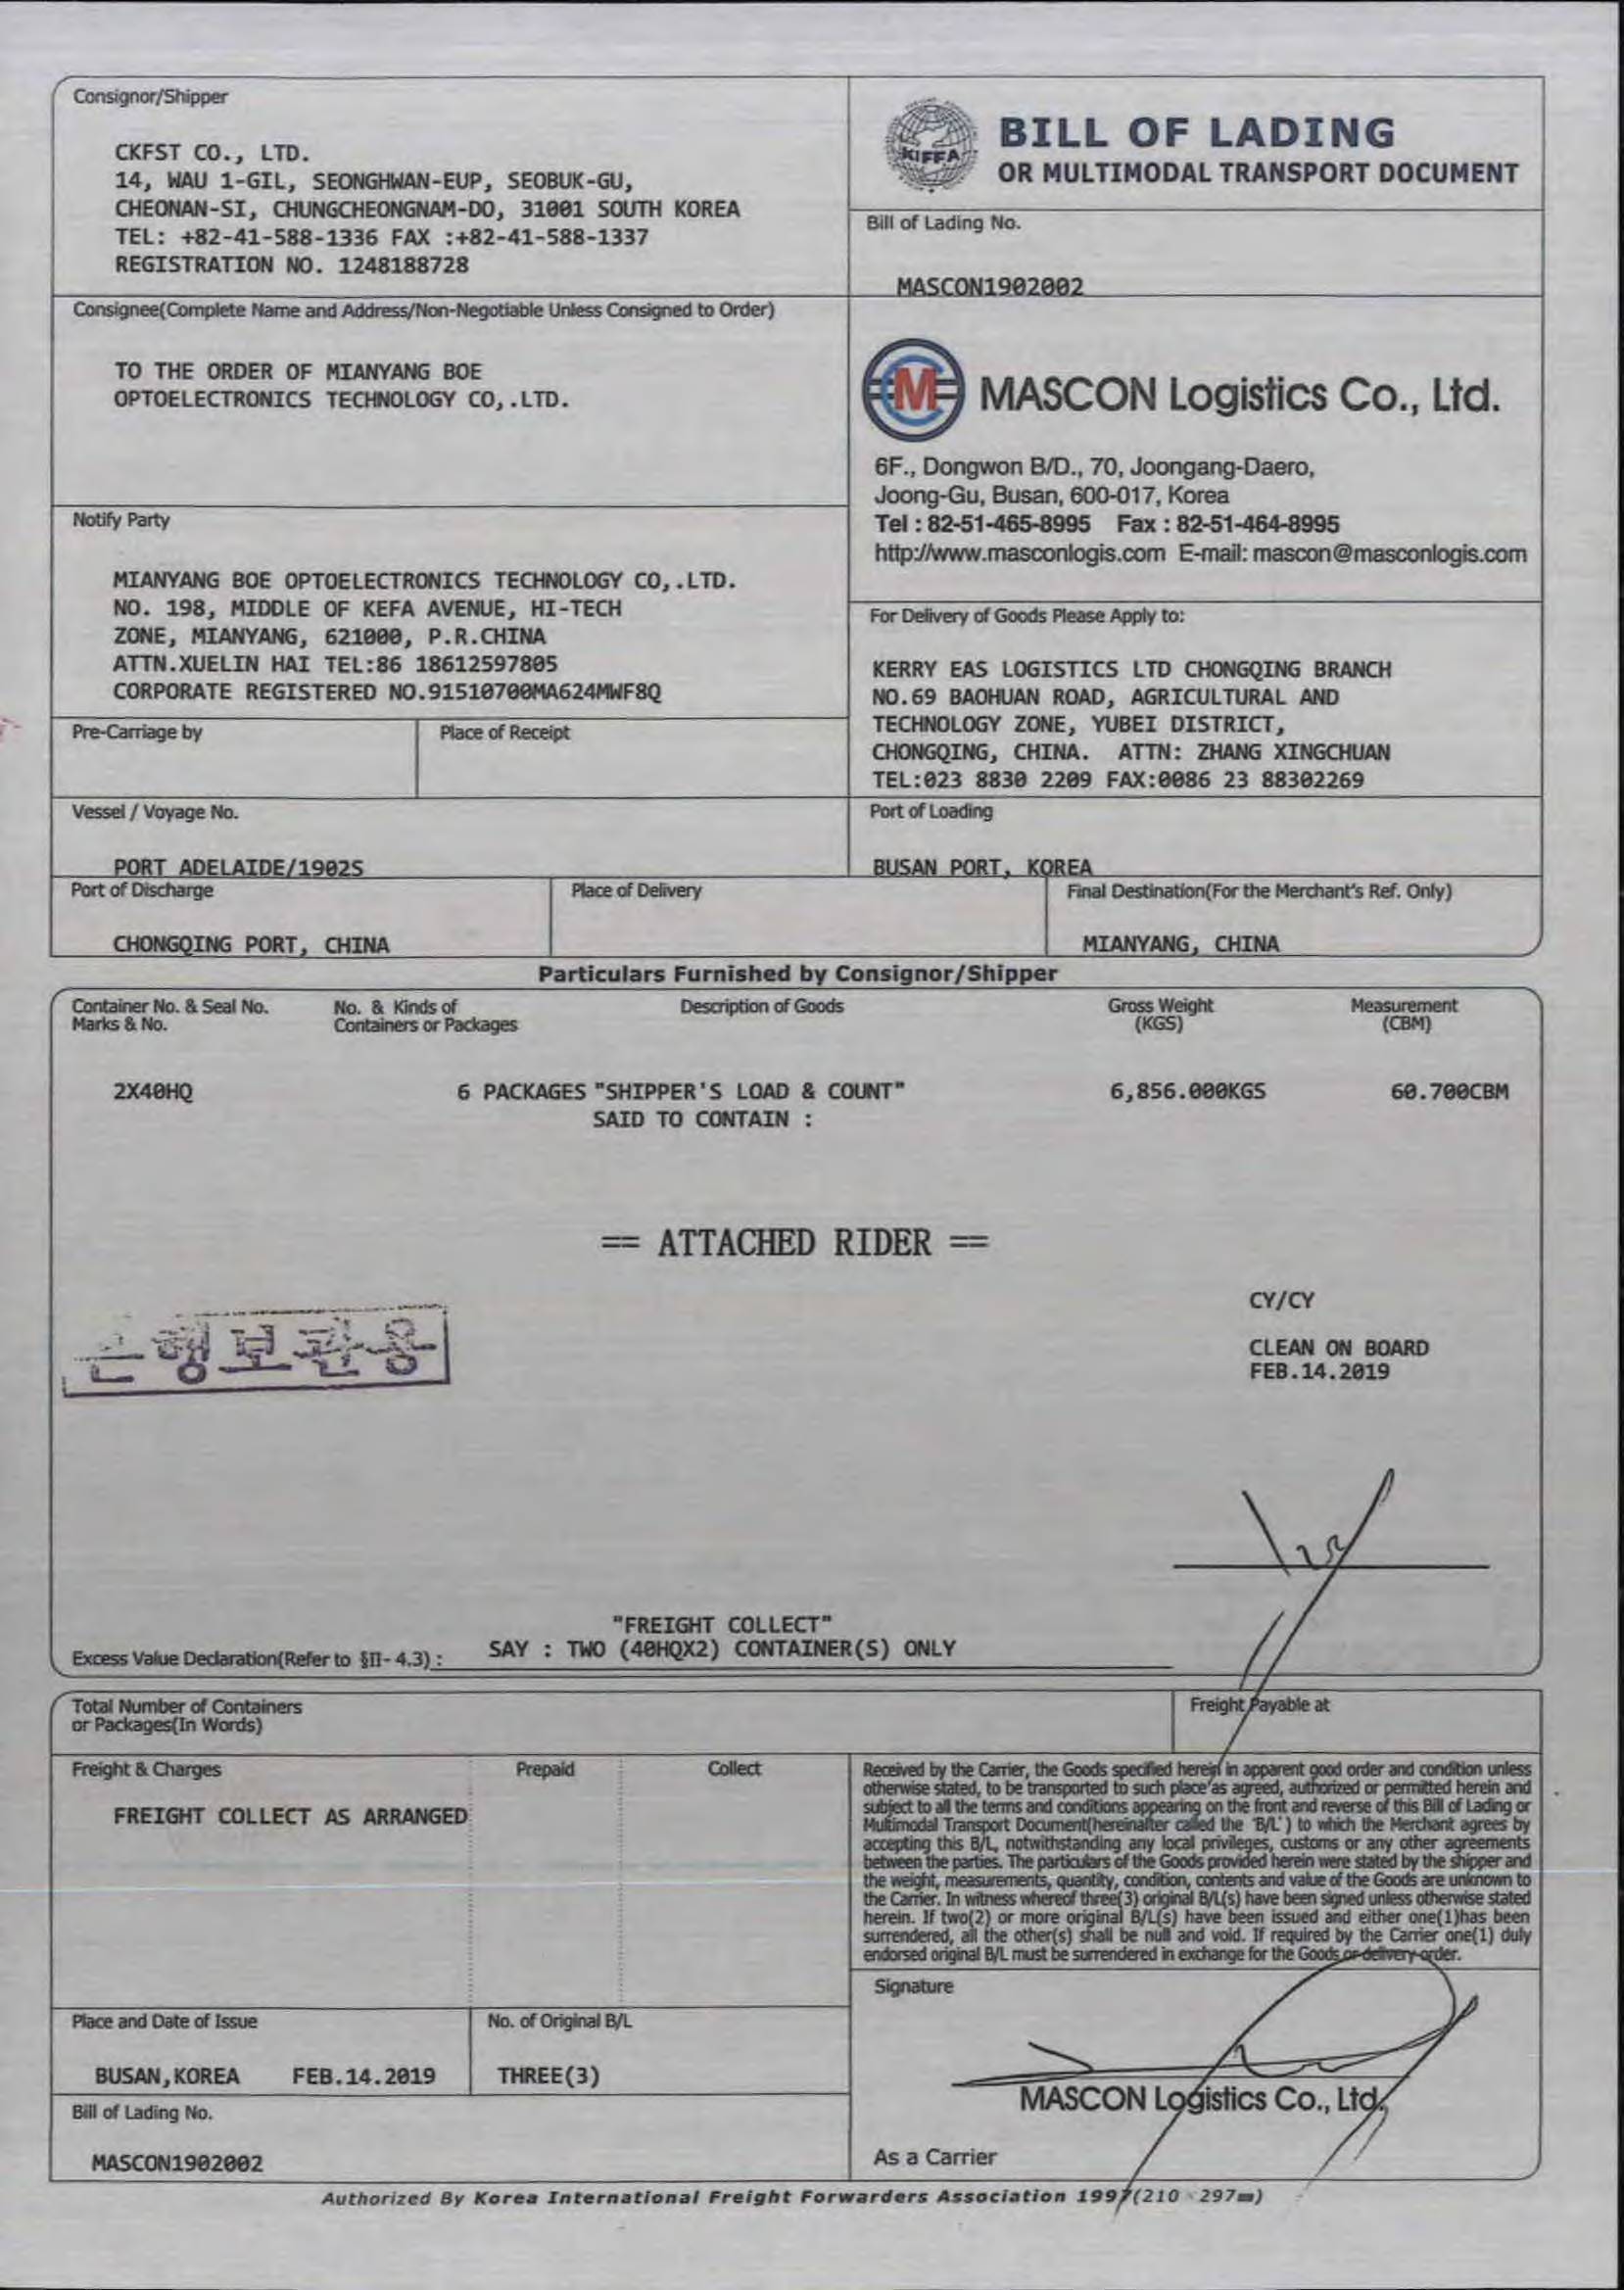 Consignor/Shipper
CKFST CO., LTD.
14, WAU 1-GIL, SEONGHWAN-EUP, SEOBUK-GU,
CHEONAN-SI, CHUNGCHEONGNAM-DO, 31001 SOUTH KOREA
TEL: +82-41-588-1336 FAX :+82-41-588-1337
REGISTRATION NO. 1248188728
KIFFA
BILL OF LADING
OR MULTIMODAL TRANSPORT DOCUMENT
Bill of Lading No.
MASCON1902002
Consignee(Complete Name and Address/Non-Negotiable Unless Consigned to Order)
TO THE ORDER OF MIANYANG BOE
OPTOELECTRONICS TECHNOLOGY CO,.LTD.
M MASCON Logistics Co., Ltd.
6F., Dongwon B/D., 70, Joongang-Daero,
Joong-Gu, Busan, 600-017, Korea
Tel : 82-51-465-8995 Fax : 82-51-464-8995
http://www.masconlogis.com E-mail: mascon@masconlogis.com
Notify Party
MIANYANG BOE OPTOELECTRONICS TECHNOLOGY CO,.LTD.
NO. 198, MIDDLE OF KEFA AVENUE, HI-TECH
ZONE, MIANYANG, 621000, P.R.CHINA
ATTN.XUELIN HAI TEL:86 18612597805
CORPORATE REGISTERED NO.91510700MA624MWF8Q
For Delivery of Goods Please Apply to:
KERRY EAS LOGISTICS LTD CHONGQING BRANCH
NO.69 BAOHUAN ROAD, AGRICULTURAL AND
TECHNOLOGY ZONE, YUBEI DISTRICT,
CHONGQING, CHINA. ATTN: ZHANG XINGCHUAN
TEL:023 8830 2209 FAX:0086 23 88302269
Pre-Carriage by
Place of Receipt
Vessel / Voyage No.
PORT ADELAIDE/1902S
Port of Loading
BUSAN PORT, KOREA
Port of Discharge
CHONGQING PORT, CHINA
Place of Delivery
Final Destination(For the Merchant's Ref. Only)
MIANYANG, CHINA
Particulars Furnished by Consignor/Shipper
Container No. & Seal No.
Marks & No.
No. & Kinds of
Containers or Packages
Description of Goods
Gross Weight
(KGS)
Measurement
(CBM)
2X40HQ 6 PACKAGES "SHIPPER'S LOAD & COUNT" 6,856.000KGS 60.700CBM
SAID TO CONTAIN :
== ATTACHED RIDER ==
은행보관용
CY/CY
CLEAN ON BOARD
FEB.14.2019
"FREIGHT COLLECT"
Excess Value Declaration(Refer to §II- 4.3) : SAY : TWO (40HQX2) CONTAINER(S) ONLY
Total Number of Containers
or Packages(In Words)
Freight Payable at
Freight & Charges
Prepaid
Collect
FREIGHT COLLECT AS ARRANGED
Received by the Carrier, the Goods specified herein in apparent good order and condition unless
otherwise stated, to be transported to such place as agreed, authorized or permitted herein and
subject to all the terms and conditions appearing on the front and reverse of this Bill of Lading or
Multimodal Transport Document(hereinafter called the 'B/L') to which the Merchant agrees by
accepting this B/L, notwithstanding any local privileges, customs or any other agreements
between the parties. The particulars of the Goods provided herein were stated by the shipper and
the weight, measurements, quantity, condition, contents and value of the Goods are unknown to
the Carrier. In witness whereof three(3) original B/L(s) have been signed unless otherwise stated
herein. If two(2) or more original B/L(s) have been issued and either one(1)has been
surrendered, all the other(s) shall be null and void. If required by the Carrier one(1) duly
endorsed original B/L must be surrendered in exchange for the Goods or delivery order.
Signature
MASCON Logistics Co., Ltd.
As a Carrier
Place and Date of Issue
BUSAN,KOREA FEB.14.2019
No. of Original B/L
THREE(3)
Bill of Lading No.
MASCON1902002
Authorized By Korea International Freight Forwarders Association 1997(210 × 297㎜)